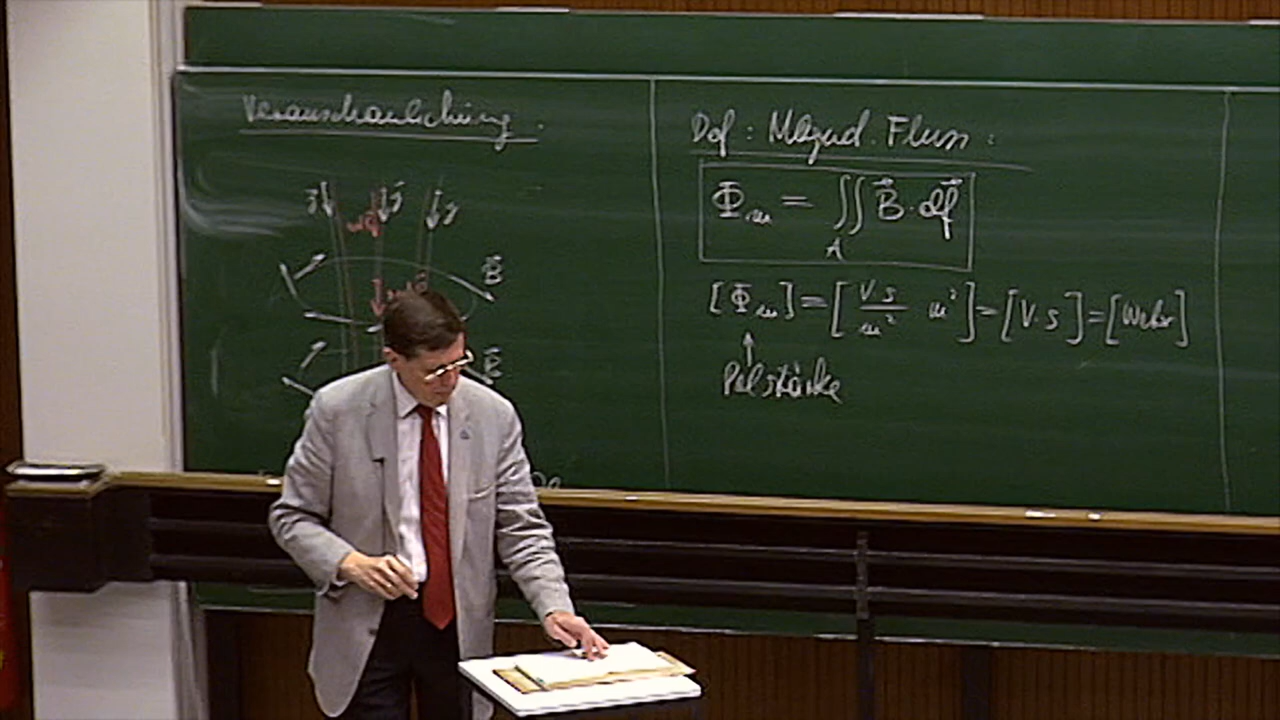 Veranschaulichung.
j j j
B
E
Def: Magnet. Fluss:
Φm = ∬A B⃗ · df⃗
[Φm] = [Vs/m² m²] = [V·s] = [Weber]
↑
Polstärke